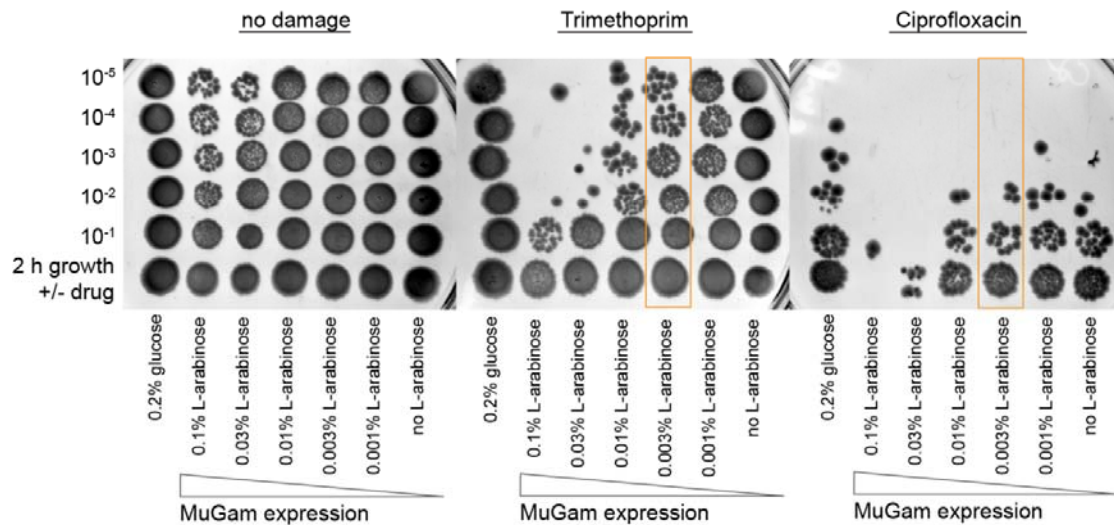 no damage
Trimethoprim
Ciprofloxacin
10-5
10-4
10-3
10-2
10-1
2 h growth
+/- drug
0.2% glucose
0.1% L-arabinose
0.03% L-arabinose
0.01% L-arabinose
0.003% L-arabinose
0.001% L-arabinose
no L-arabinose
0.2% glucose
0.1% L-arabinose
0.03% L-arabinose
0.01% L-arabinose
0.003% L-arabinose
0.001% L-arabinose
no L-arabinose
0.2% glucose
0.1% L-arabinose
0.03% L-arabinose
0.01% L-arabinose
0.003% L-arabinose
0.001% L-arabinose
no L-arabinose
MuGam expression
MuGam expression
MuGam expression